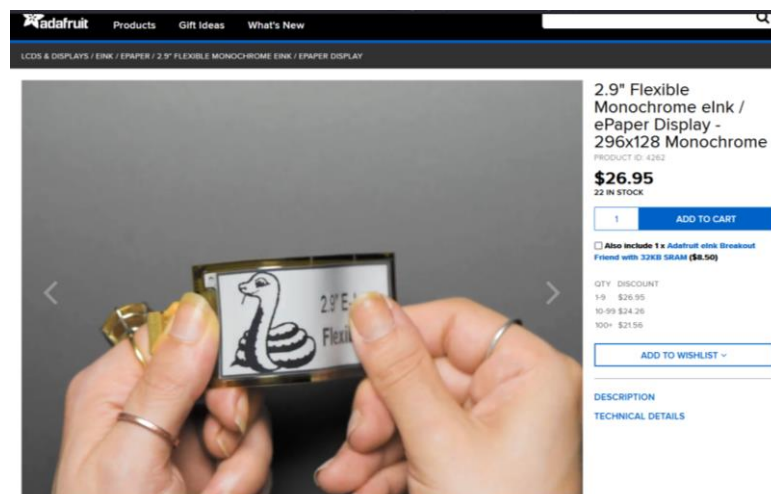 adafruit
Products
Gift Ideas
What's New
LCDS & DISPLAYS / EINK / EPAPER / 2.9" FLEXIBLE MONOCHROME EINK / EPAPER DISPLAY
2.9" E-
Flexi
2.9" Flexible
Monochrome eInk /
ePaper Display -
296x128 Monochrome
PRODUCT ID: 4262
$26.95
22 IN STOCK
1
ADD TO CART
Also include 1 x Adafruit eInk Breakout
Friend with 32KB SRAM ($8.50)
QTY DISCOUNT
1-9 $26.95
10-99 $24.26
100+ $21.56
ADD TO WISHLIST
DESCRIPTION
TECHNICAL DETAILS